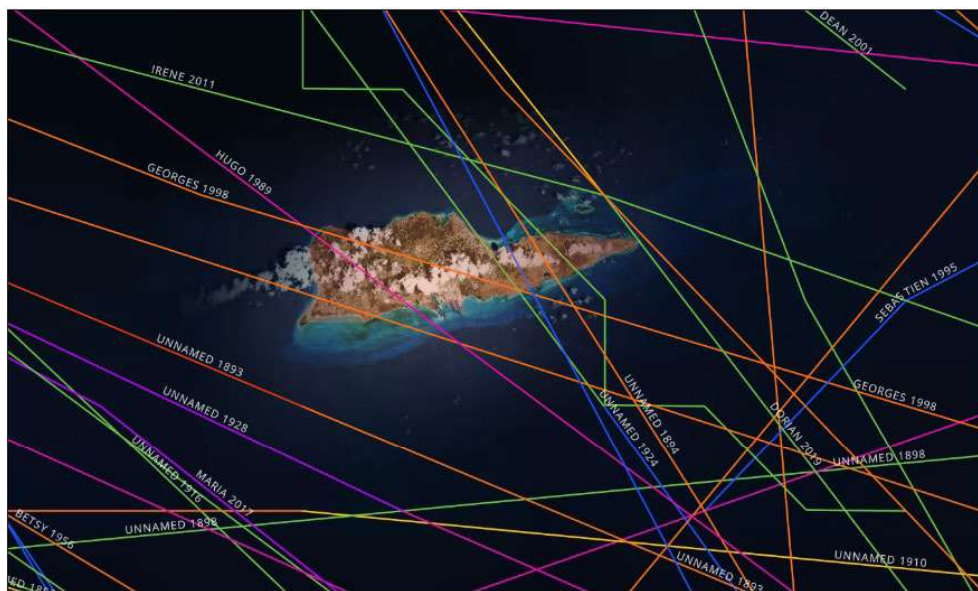 DEAN 2001
IRENE 2011
HUGO 1989
GEORGES 1998
SEBASTIEN 1995
UNNAMED 1893
GEORGES 1998
UNNAMED 1894
UNNAMED 1928
UNNAMED 1924
DORIAN 2019
UNNAMED 1898
UNNAMED 1916
MARIA 2017
BETSY 1956
UNNAMED 1898
UNNAMED 1910
UNNAMED 1893